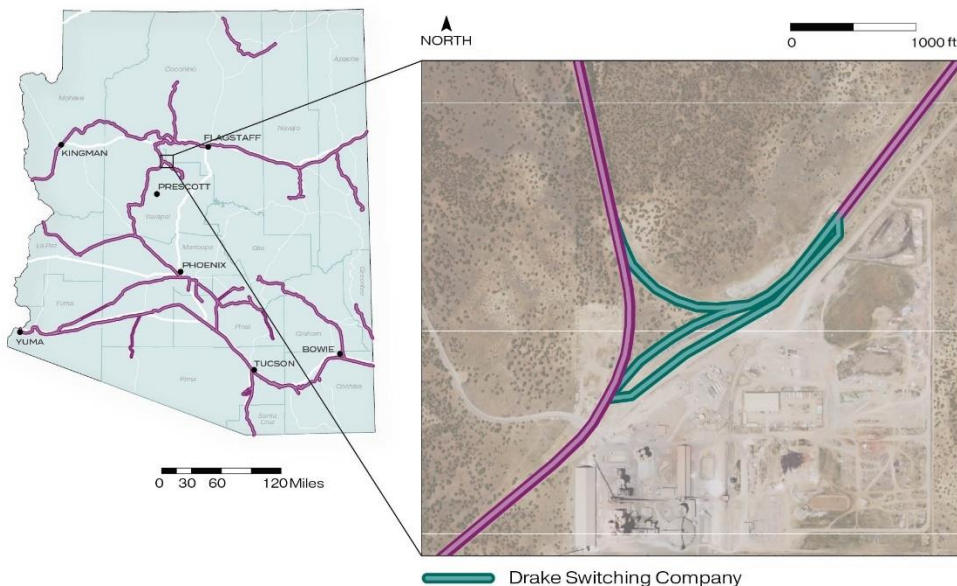 NORTH
0 1000 ft
Coconino
Apache
Mohave
Navajo
FLAGSTAFF
KINGMAN
PRESCOTT
Yavapai
La Paz
Maricopa
Gila
PHOENIX
Greenlee
Yuma
Pinal
Graham
YUMA
BOWIE
TUCSON
Pima
Cochise
Santa
Cruz
0 30 60 120 Miles
Drake Switching Company